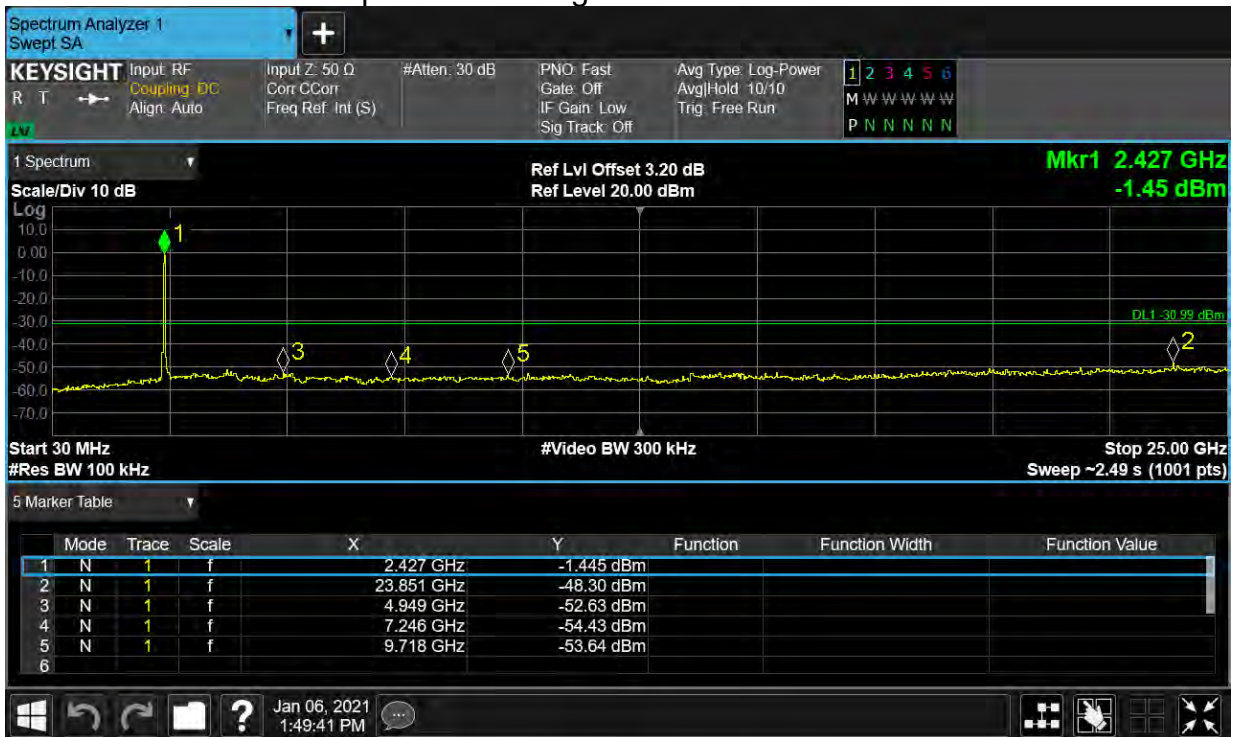 Spectrum Analyzer 1
Swept SA
+
KEYSIGHT
R T
LXI
Input: RF
Coupling: DC
Align: Auto
Input Z: 50 Ω
Corr CCorr
Freq Ref: Int (S)
#Atten: 30 dB
PNO: Fast
Gate: Off
IF Gain: Low
Sig Track: Off
Avg Type: Log-Power
Avg|Hold: 10/10
Trig: Free Run
1 2 3 4 5 6
M W W W W W
P N N N N N
1 Spectrum
Scale/Div 10 dB
Ref Lvl Offset 3.20 dB
Ref Level 20.00 dBm
Mkr1 2.427 GHz
-1.45 dBm
Log
10.0
0.00
-10.0
-20.0
-30.0
-40.0
-50.0
-60.0
-70.0
1
3
4
5
2
DL1 -30.99 dBm
Start 30 MHz
#Res BW 100 kHz
#Video BW 300 kHz
Stop 25.00 GHz
Sweep ~2.49 s (1001 pts)
5 Marker Table
Mode Trace Scale X Y Function Function Width Function Value
1 N 1 f 2.427 GHz -1.445 dBm
2 N 1 f 23.851 GHz -48.30 dBm
3 N 1 f 4.949 GHz -52.63 dBm
4 N 1 f 7.246 GHz -54.43 dBm
5 N 1 f 9.718 GHz -53.64 dBm
6
?
Jan 06, 2021
1:49:41 PM